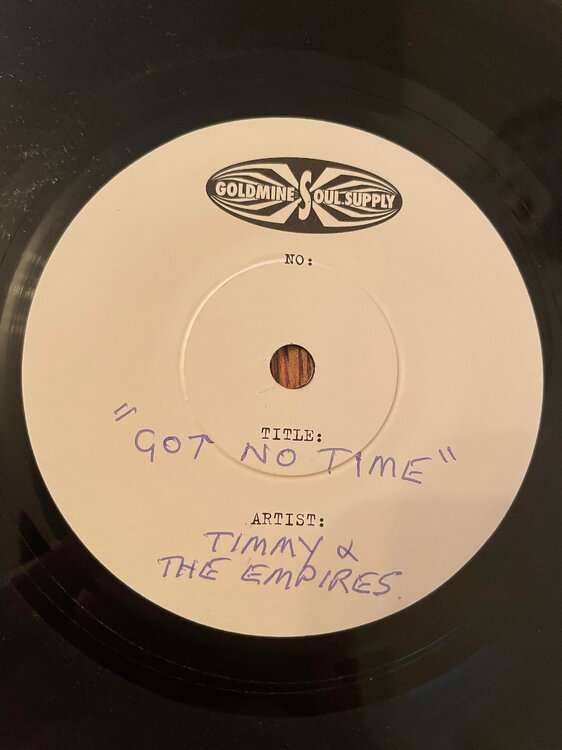 GOLDMINE SOUL.SUPPLY
NO:
TITLE:
"GOT NO TIME"
ARTIST:
TIMMY &
THE EMPIRES.